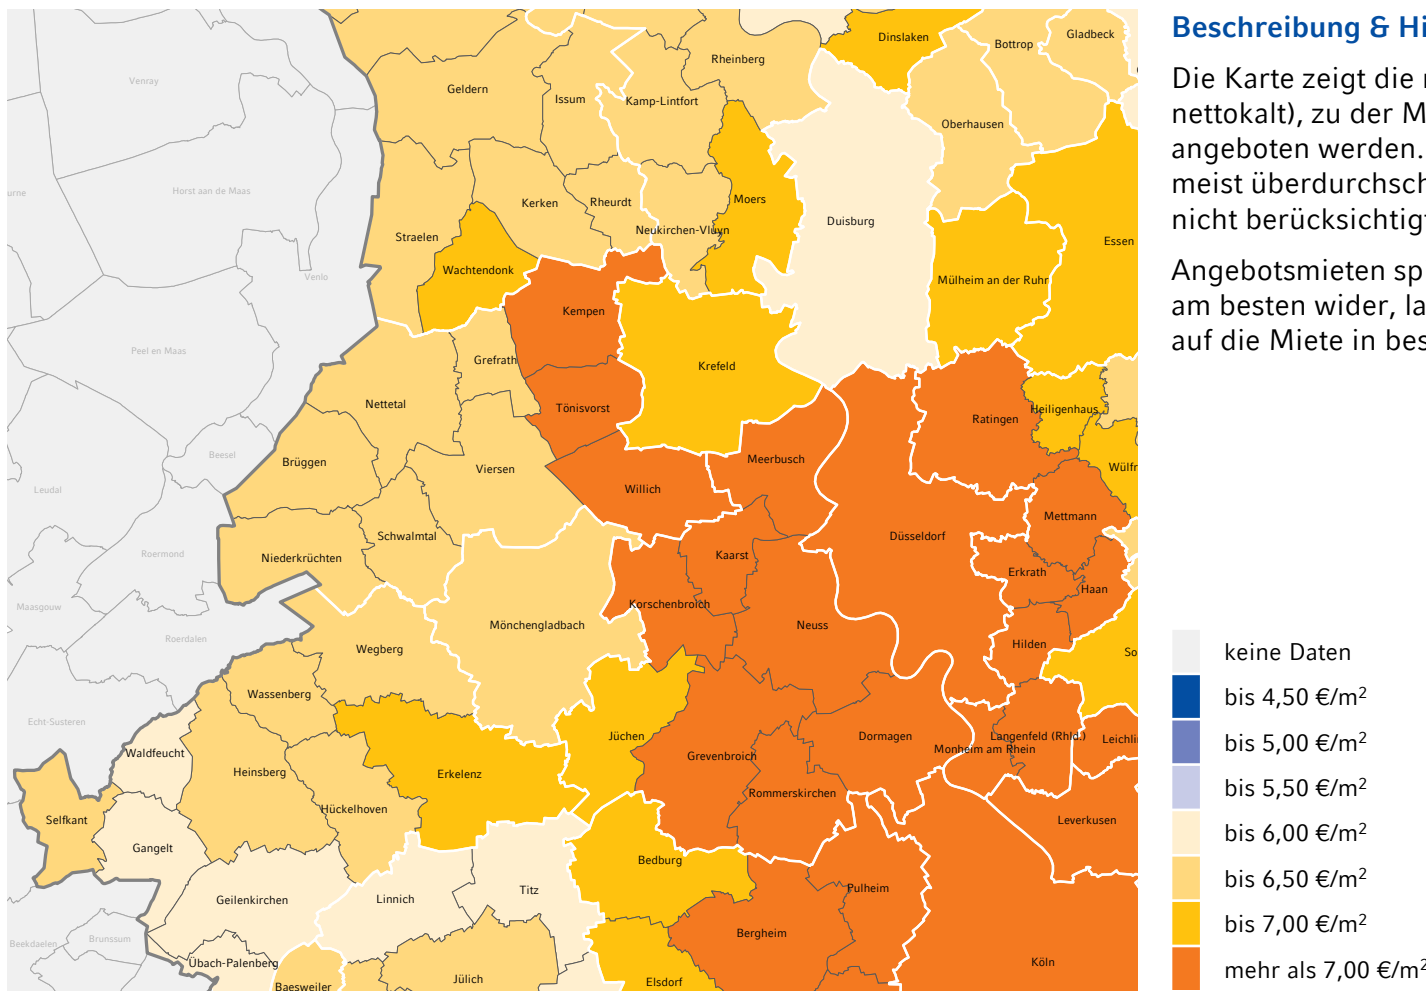 Beschreibung & Hi
Die Karte zeigt die
nettokalt), zu der M
angeboten werden.
meist überdurchsch
nicht berücksichtig
Angebotsmieten sp
am besten wider, la
auf die Miete in bes
keine Daten
bis 4,50 €/m²
bis 5,00 €/m²
bis 5,50 €/m²
bis 6,00 €/m²
bis 6,50 €/m²
bis 7,00 €/m²
mehr als 7,00 €/m²
Dinslaken
Gladbeck
Bottrop
Rheinberg
Venray
Geldern
Issum
Kamp-Lintfort
Oberhausen
Horst aan de Maas
urne
Kerken
Rheurdt
Moers
Duisburg
Neukirchen-Vluyn
Straelen
Essen
Wachtendonk
Venlo
Mülheim an der Ruhr
Kempen
Peel en Maas
Grefrath
Krefeld
Nettetal
Tönisvorst
Heiligenhaus
Ratingen
Beesel
Brüggen
Viersen
Meerbusch
Wülfr
Leudal
Willich
Mettmann
Schwalmtal
Düsseldorf
Roermond
Niederkrüchten
Kaarst
Erkrath
Haan
Maasgouw
Korschenbroich
Mönchengladbach
Neuss
Roerdalen
Wegberg
Hilden
So
Wassenberg
Echt-Susteren
Jüchen
Dormagen
Langenfeld (Rhld.)
Leichli
Monheim am Rhein
Waldfeucht
Grevenbroich
Heinsberg
Erkelenz
Rommerskirchen
Hückelhoven
Selfkant
Leverkusen
Gangelt
Bedburg
Titz
Pulheim
Geilenkirchen
Linnich
Bergheim
Beekdaelen
Brunssum
Übach-Palenberg
Köln
Jülich
Elsdorf
Baesweiler